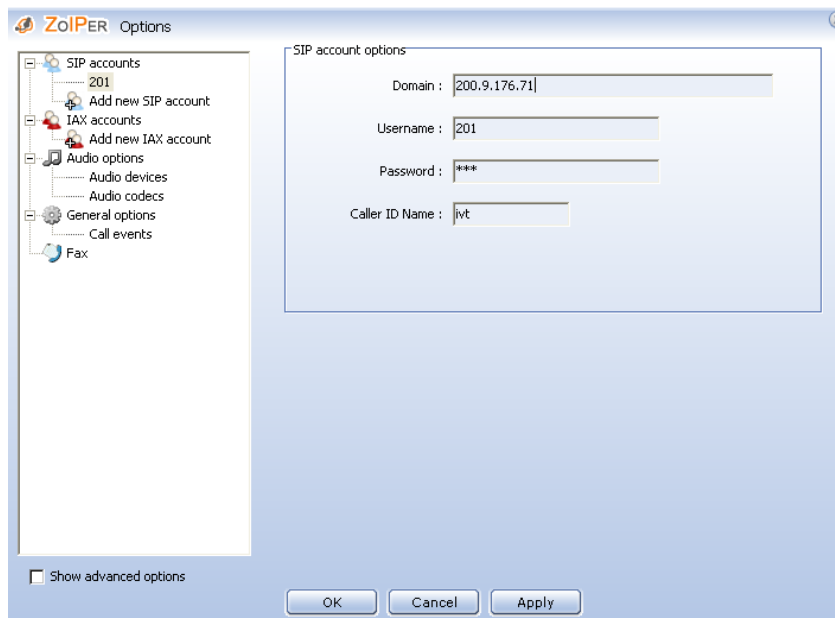 ZOIPER Options
SIP accounts
201
Add new SIP account
IAX accounts
Add new IAX account
Audio options
Audio devices
Audio codecs
General options
Call events
Fax
Show advanced options
SIP account options
Domain : 200.9.176.71
Username : 201
Password : ***
Caller ID Name : ivt
OK Cancel Apply